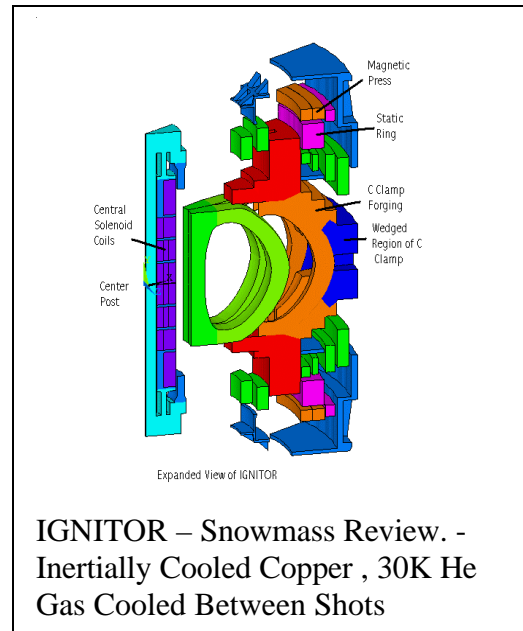 Magnetic
Press
Static
Ring
C Clamp
Forging
Central
Solenoid
Coils
Wedged
Region of C
Clamp
Center
Post
Expanded View of IGNITOR
IGNITOR – Snowmass Review. -
Inertially Cooled Copper , 30K He
Gas Cooled Between Shots